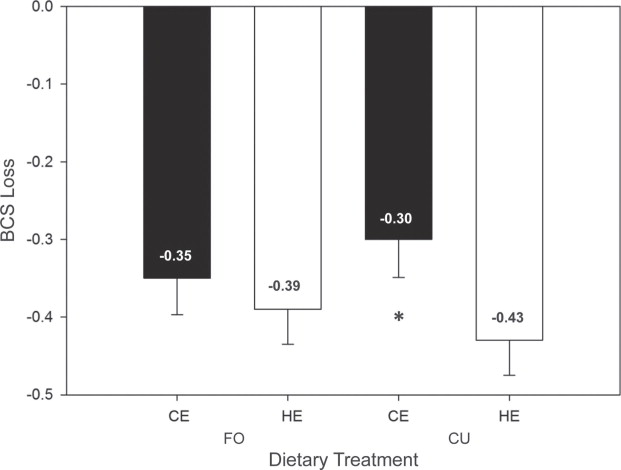 0.0
-0.1
-0.2
-0.3
-0.4
-0.5
BCS Loss
-0.35
-0.39
-0.30
-0.43
*
CE HE CE HE
FO CU
Dietary Treatment